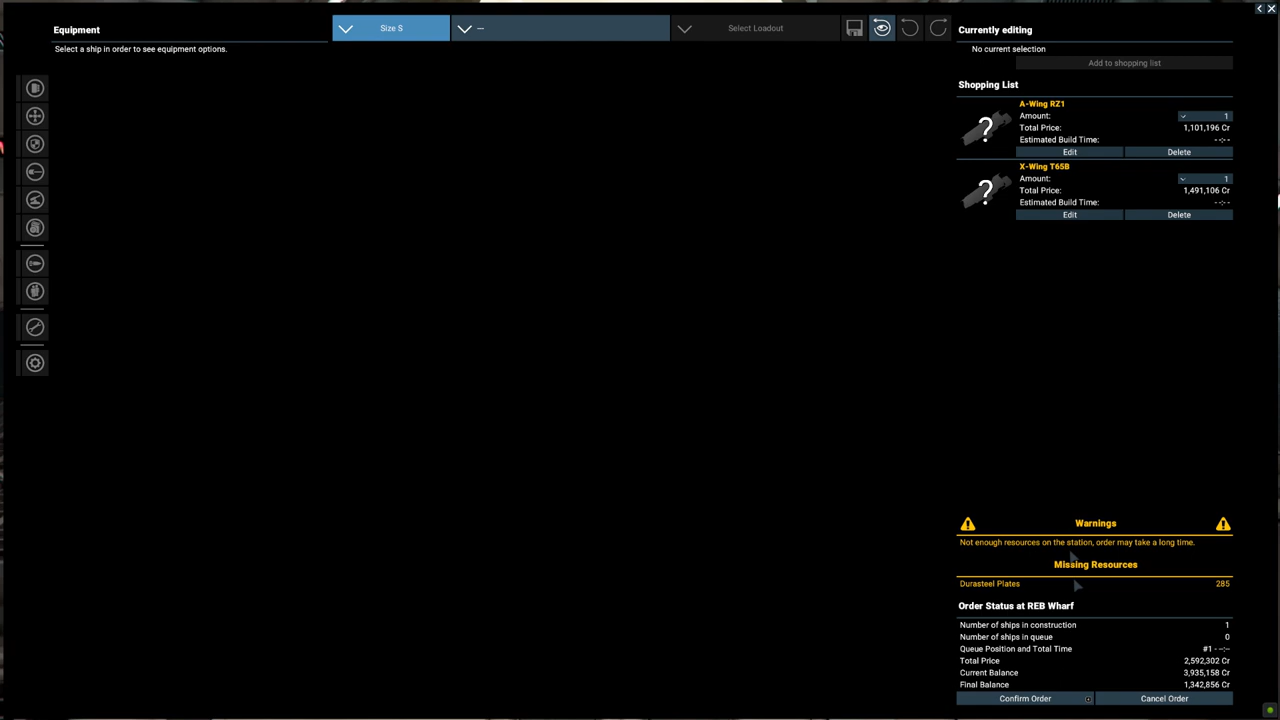 Equipment
Select a ship in order to see equipment options.
Size S
—
Select Loadout
Currently editing
No current selection
Add to shopping list
Shopping List
A-Wing RZ1
Amount: 1
Total Price: 1,101,196 Cr
Estimated Build Time: --:--
Edit Delete
X-Wing T65B
Amount: 1
Total Price: 1,491,106 Cr
Estimated Build Time: --:--
Edit Delete
Warnings
Not enough resources on the station, order may take a long time.
Missing Resources
Durasteel Plates 285
Order Status at REB Wharf
Number of ships in construction 1
Number of ships in queue 0
Queue Position and Total Time #1 - --:--
Total Price 2,592,302 Cr
Current Balance 3,935,158 Cr
Final Balance 1,342,856 Cr
Confirm Order Cancel Order